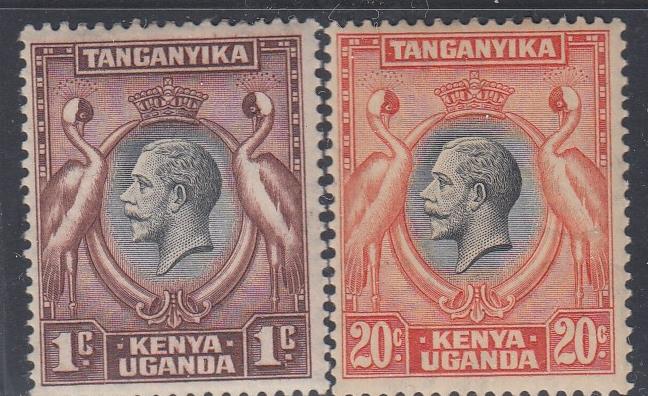 TANGANYIKA
1C. 1C.
· KENYA ·
UGANDA
TANGANYIKA
20C. 20C.
· KENYA ·
UGANDA